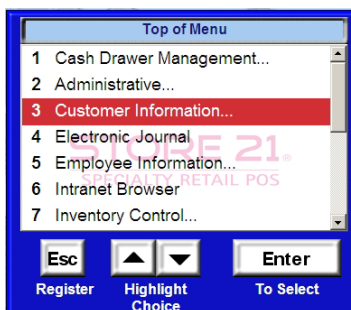 Top of Menu
1 Cash Drawer Management...
2 Administrative...
3 Customer Information...
4 Electronic Journal
STORE 21®
5 Employee Information...
SPECIALTY RETAIL POS
6 Intranet Browser
7 Inventory Control...
Esc
Enter
Register
Highlight
Choice
To Select